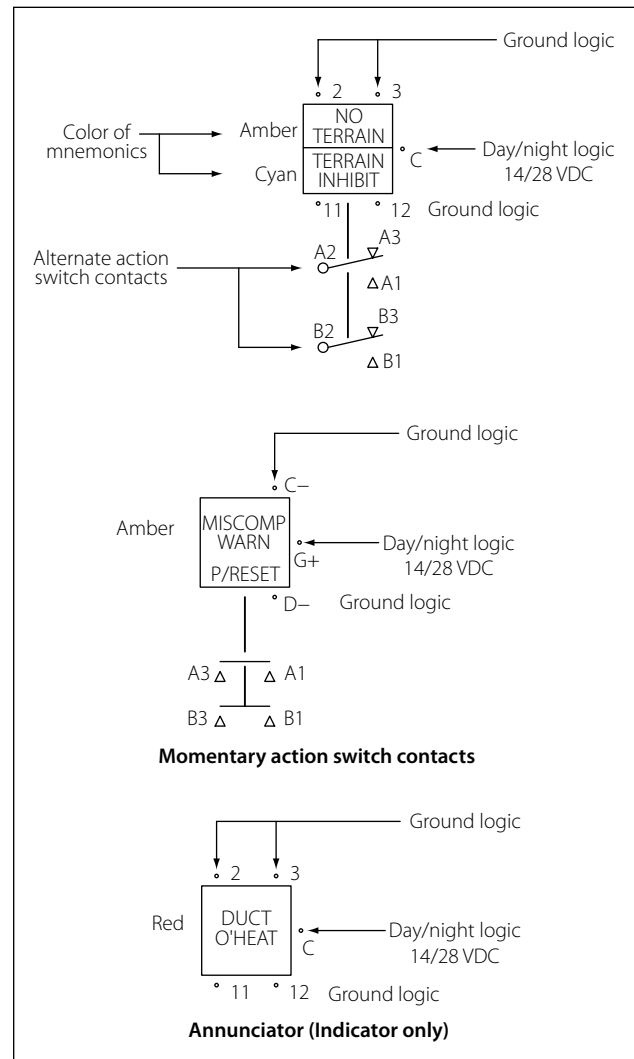 Ground logic
2 3
Amber
NO
TERRAIN
Color of
mnemonics
Cyan
TERRAIN
INHIBIT
C
Day/night logic
14/28 VDC
11 12 Ground logic
Alternate action
switch contacts
A2 A3
A1
B2 B3
B1
Ground logic
C–
Amber
MISCOMP
WARN
P/RESET
G+
Day/night logic
14/28 VDC
D– Ground logic
A3 A1
B3 B1
Momentary action switch contacts
Ground logic
2 3
Red
DUCT
O'HEAT
C
Day/night logic
14/28 VDC
11 12 Ground logic
Annunciator (Indicator only)